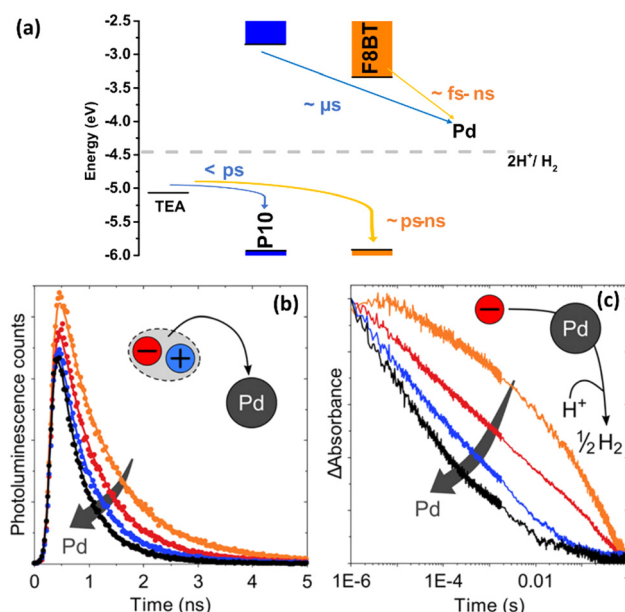 (a)
-2.5
-3.0
-3.5
-4.0
-4.5
-5.0
-5.5
-6.0
Energy (eV)
F8BT
~ fs- ns
~ μs
Pd
2H⁺/ H₂
< ps
TEA
P10
~ps-ns
(b)
Photoluminescence counts
− +
Pd
Pd
0 1 2 3 4 5
Time (ns)
(c)
ΔAbsorbance
−
Pd
H⁺
½ H₂
Pd
1E-6 1E-4 0.01
Time (s)